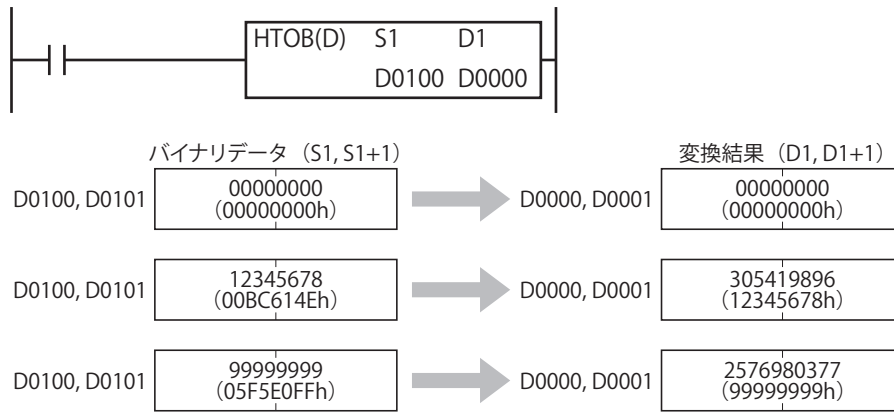 HTOB(D) S1 D1
D0100 D0000
バイナリデータ（S1, S1+1） 変換結果（D1, D1+1）
D0100, D0101 00000000 （00000000h） D0000, D0001 00000000 （00000000h）
D0100, D0101 12345678 （00BC614Eh） D0000, D0001 305419896 （12345678h）
D0100, D0101 99999999 （05F5E0FFh） D0000, D0001 2576980377 （99999999h）